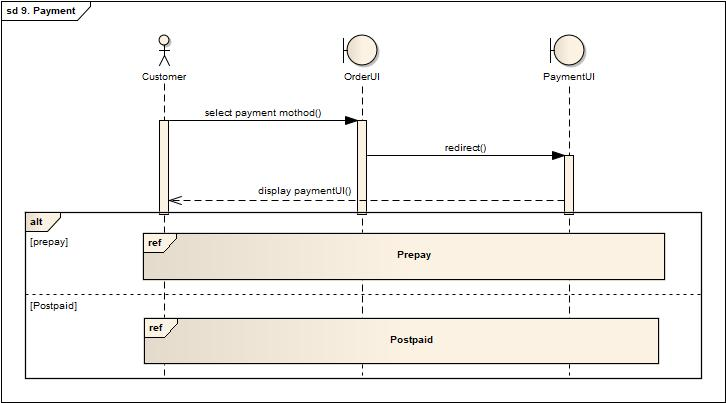 sd 9. Payment
Customer
OrderUI
PaymentUI
select payment mothod()
redirect()
display paymentUI()
alt
[prepay]
ref
Prepay
[Postpaid]
ref
Postpaid